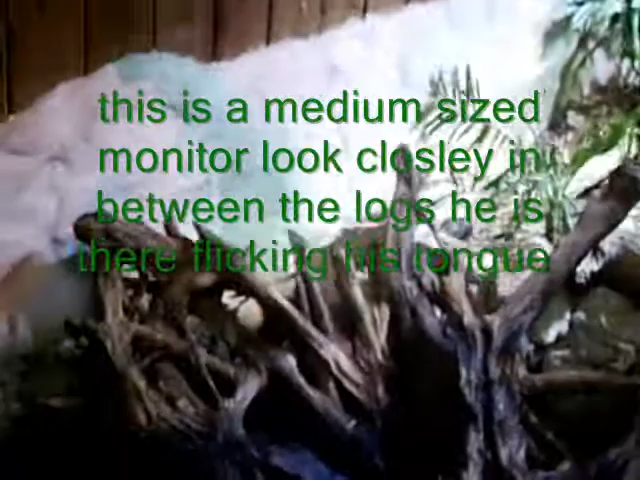 this is a medium sized
monitor look closley in
between the logs he is
there flicking his tongue